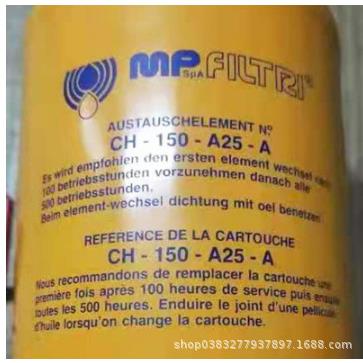 MP FILTRI®
SpA
AUSTAUSCHELEMENT N°
CH - 150 - A25 - A
Es wird empfohlen den ersten element wechsel nach
100 betriebsstunden vorzunehmen danach alle
500 betriebsstunden.
Beim element-wechsel dichtung mit oel benetzen
REFERENCE DE LA CARTOUCHE
CH - 150 - A25 - A
Nous recommandons de remplacer la cartouche une
première fois après 100 heures de service puis ensuite
toutes les 500 heures. Enduire le joint d'une pellicule
d'huile lorsqu'on change la cartouche.
shop0383277937897.1688.com